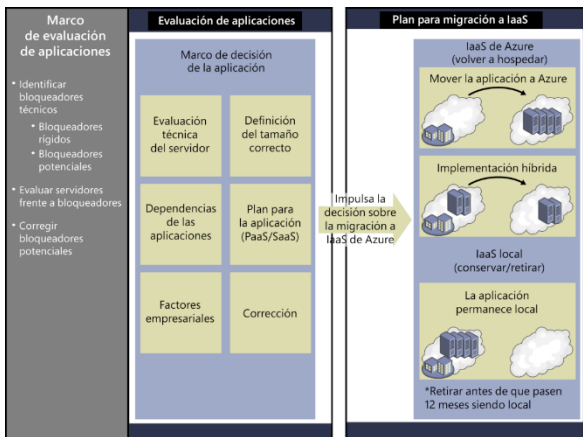 Marco
de evaluación
de aplicaciones
• Identificar
bloqueadores
técnicos
• Bloqueadores
rígidos
• Bloqueadores
potenciales
• Evaluar servidores
frente a bloqueadores
• Corregir
bloqueadores
potenciales
Evaluación de aplicaciones
Marco de decisión
de la aplicación
Evaluación
técnica
del servidor
Definición
del tamaño
correcto
Dependencias
de las
aplicaciones
Plan para
la aplicación
(PaaS/SaaS)
Factores
empresariales
Corrección
Impulsa la
decisión sobre
la migración a
IaaS de Azure
Plan para migración a IaaS
IaaS de Azure
(volver a hospedar)
Mover la aplicación a Azure
Implementación híbrida
IaaS local
(conservar/retirar)
La aplicación
permanece local
*Retirar antes de que pasen
12 meses siendo local